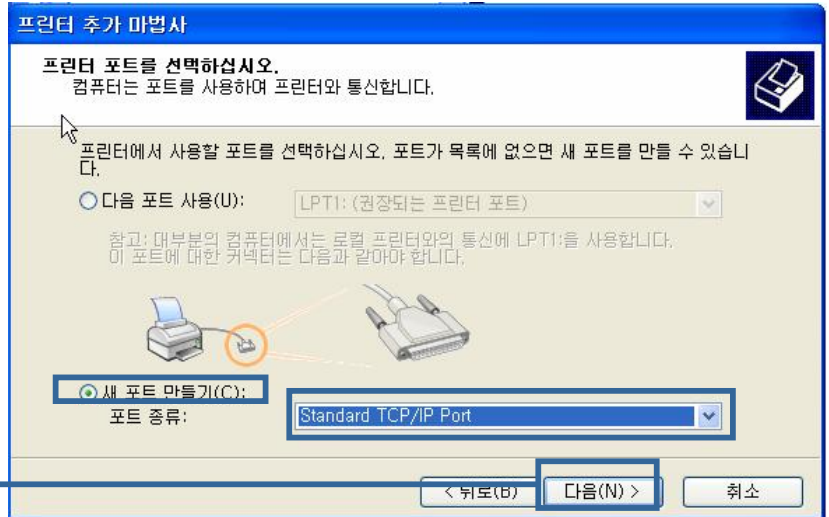 프린터 추가 마법사
프린터 포트를 선택하십시오.
컴퓨터는 포트를 사용하여 프린터와 통신합니다.
프린터에서 사용할 포트를 선택하십시오. 포트가 목록에 없으면 새 포트를 만들 수 있습니
다.
다음 포트 사용(U):
LPT1: (권장되는 프린터 포트)
참고: 대부분의 컴퓨터에서는 로컬 프린터와의 통신에 LPT1:을 사용합니다.
이 포트에 대한 커넥터는 다음과 같아야 합니다.
새 포트 만들기(C):
포트 종류:
Standard TCP/IP Port
< 뒤로(B)
다음(N) >
취소